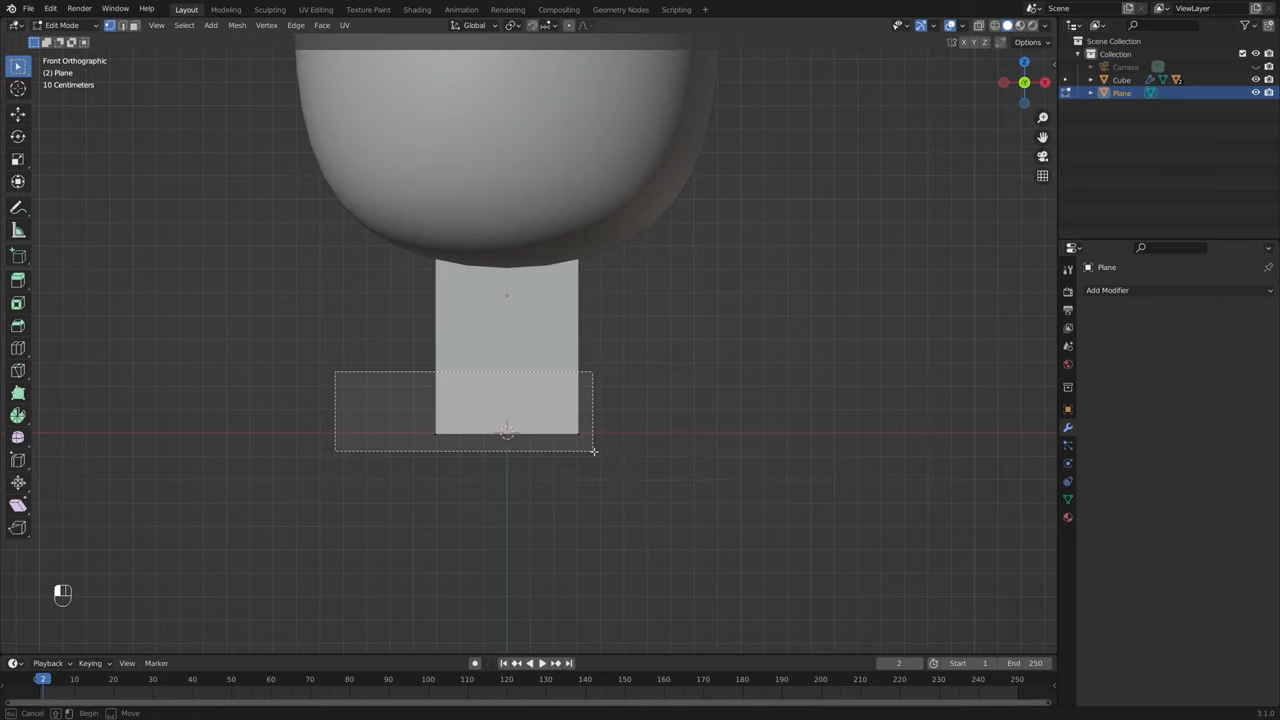 File Edit Render Window Help Layout Modeling Sculpting UV Editing Texture Paint Shading Animation Rendering Compositing Geometry Nodes Scripting + Scene ViewLayer
Edit Mode View Select Add Mesh Vertex Edge Face UV Global
X Y Z Options
Front Orthographic
(2) Plane
10 Centimeters
Z
Y
X
Scene Collection
Collection
Camera
Cube
Plane
Plane
Add Modifier
Playback Keying View Marker 2 Start 1 End 250
2 10 20 30 40 50 60 70 80 90 100 110 120 130 140 150 160 170 180 190 200 210 220 230 240 250
Cancel Begin Move 3.1.0